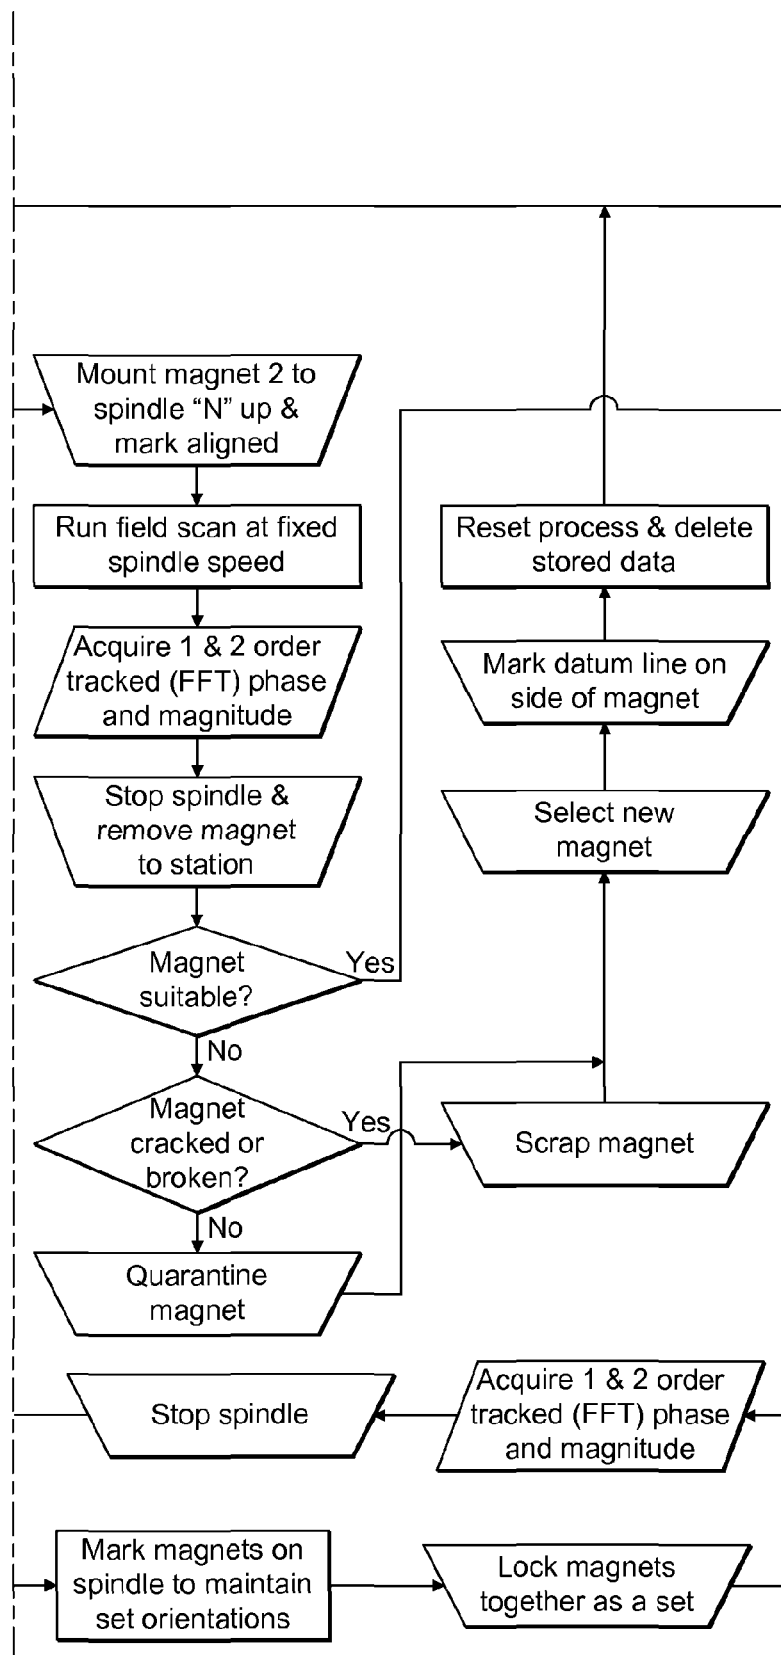 Mount magnet 2 to
spindle “N” up &
mark aligned
Run field scan at fixed
spindle speed
Acquire 1 & 2 order
tracked (FFT) phase
and magnitude
Stop spindle &
remove magnet
to station
Magnet
suitable?
Yes
No
Magnet
cracked or
broken?
Yes
No
Quarantine
magnet
Reset process & delete
stored data
Mark datum line on
side of magnet
Select new
magnet
Scrap magnet
Stop spindle
Acquire 1 & 2 order
tracked (FFT) phase
and magnitude
Mark magnets on
spindle to maintain
set orientations
Lock magnets
together as a set